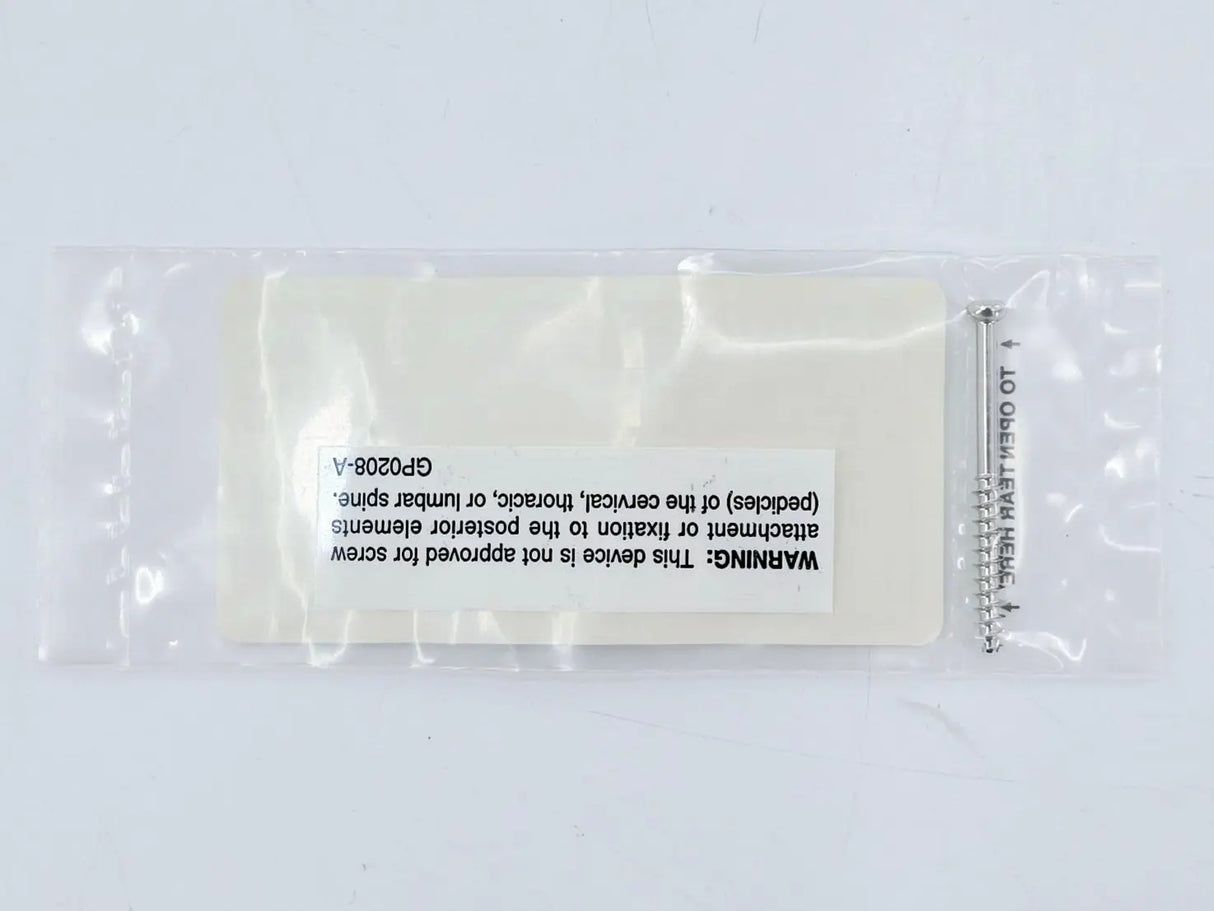 WARNING: This device is not approved for screw
attachment or fixation to the posterior elements
(pedicles) of the cervical, thoracic, or lumbar spine.
GP0208-A
TO OPEN TEAR HERE